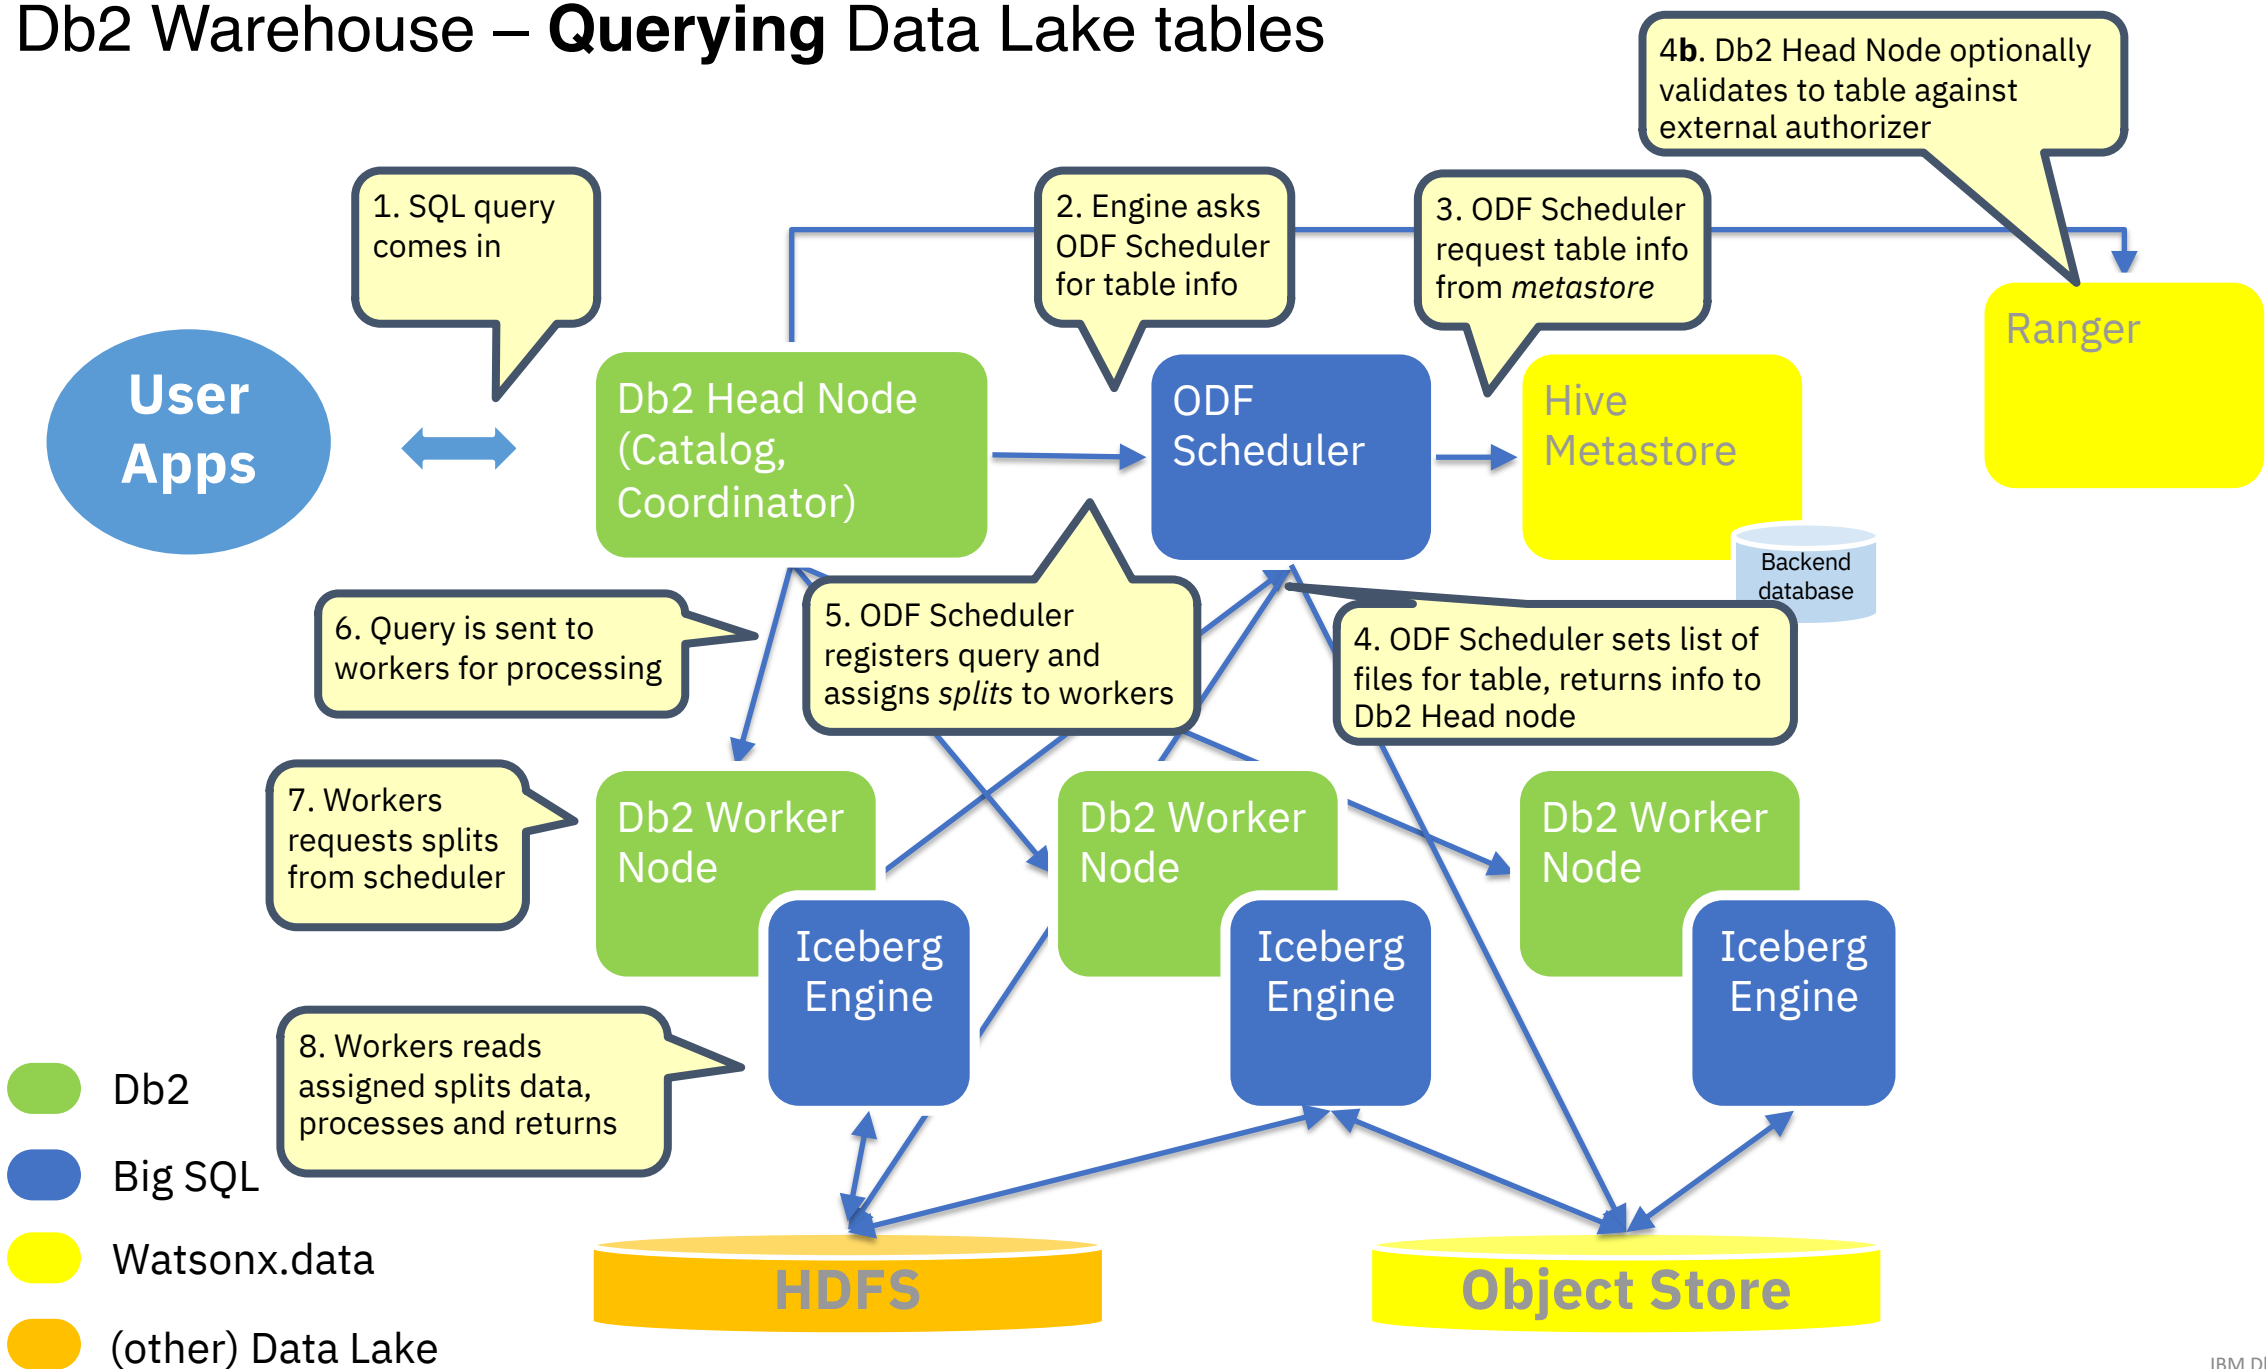 Db2 Warehouse – Querying Data Lake tables
4b. Db2 Head Node optionally
validates to table against
external authorizer
1. SQL query
comes in
2. Engine asks
ODF Scheduler
for table info
3. ODF Scheduler
request table info
from metastore
Ranger
User
Apps
Db2 Head Node
(Catalog,
Coordinator)
ODF
Scheduler
Hive
Metastore
Backend
database
6. Query is sent to
workers for processing
5. ODF Scheduler
registers query and
assigns splits to workers
4. ODF Scheduler sets list of
files for table, returns info to
Db2 Head node
7. Workers
requests splits
from scheduler
Db2 Worker
Node
Db2 Worker
Node
Db2 Worker
Node
Iceberg
Engine
Iceberg
Engine
Iceberg
Engine
8. Workers reads
assigned splits data,
processes and returns
Db2
Big SQL
Watsonx.data
(other) Data Lake
HDFS
Object Store
IBM